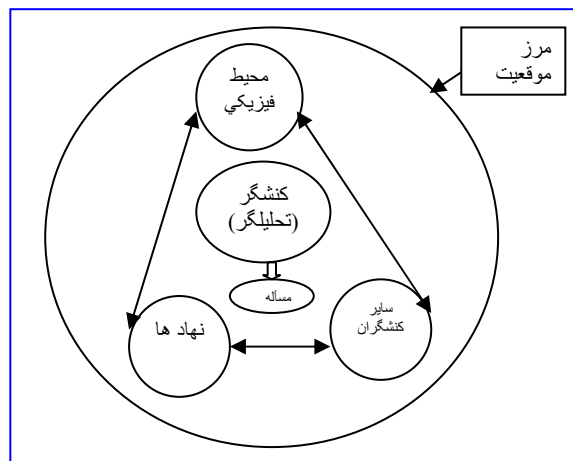 مرز
موقعيت
محيط
فيزيكي
كنشگر
(تحليلگر)
مسأله
نهاد ها
ساير
كنشگران